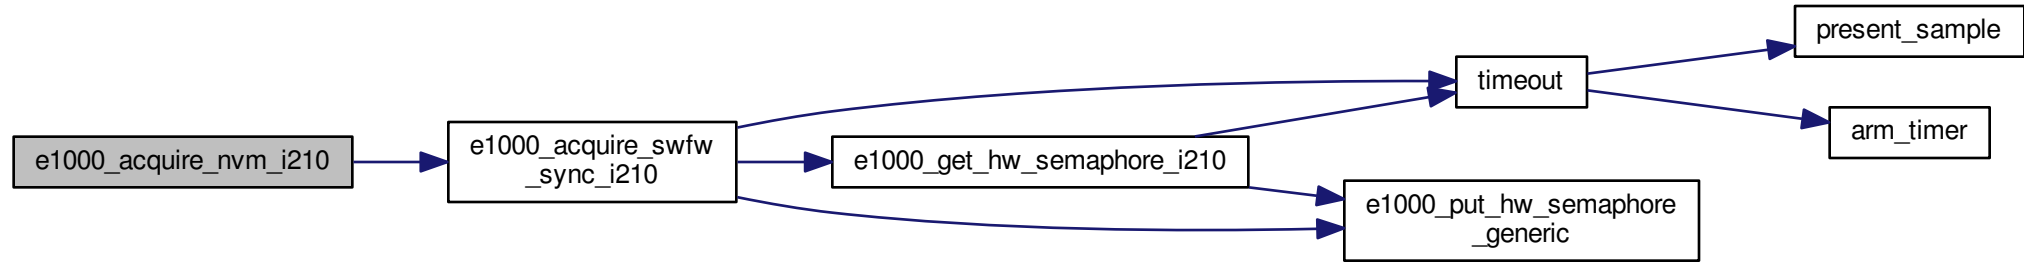 e1000_acquire_nvm_i210
e1000_acquire_swfw
_sync_i210
e1000_get_hw_semaphore_i210
timeout
e1000_put_hw_semaphore
_generic
present_sample
arm_timer